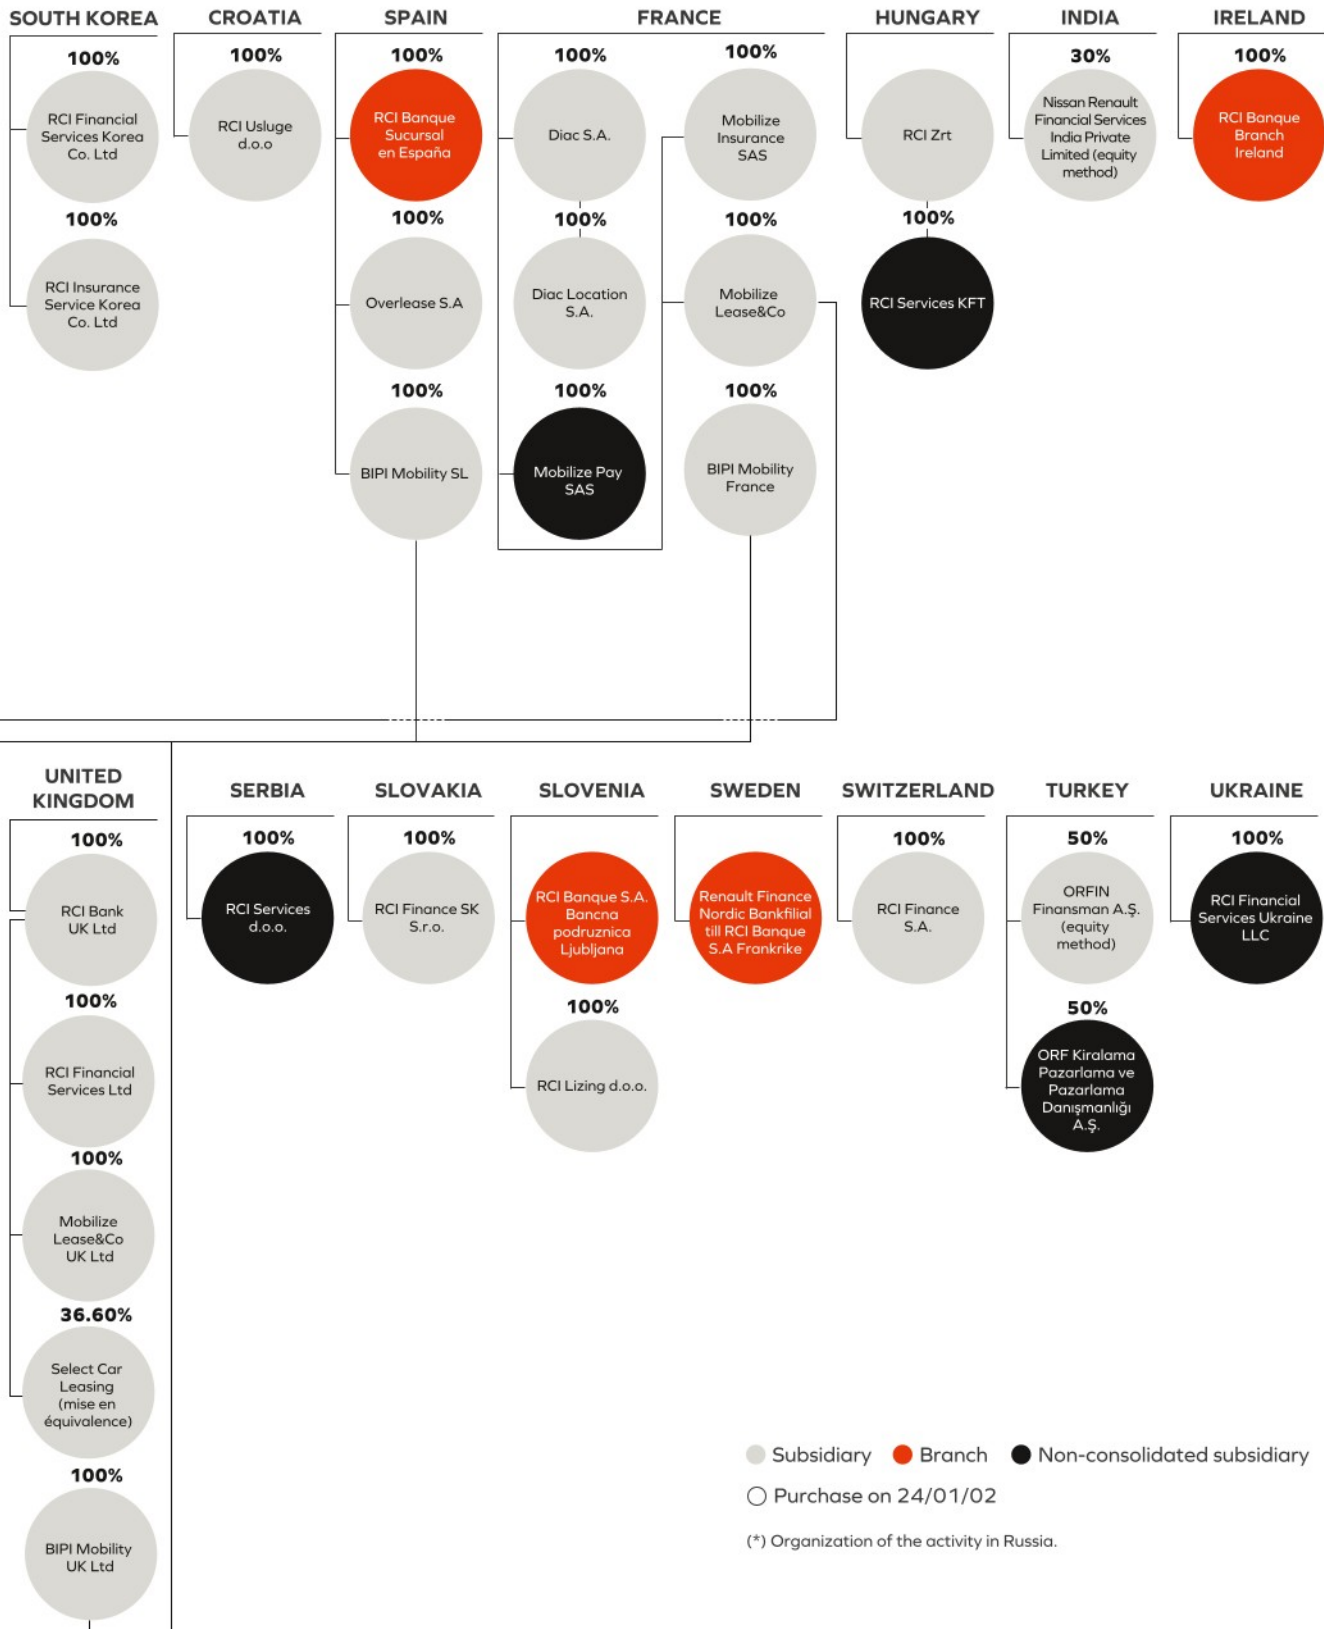 SOUTH KOREA
100%
RCI Financial
Services Korea
Co. Ltd
100%
RCI Insurance
Service Korea
Co. Ltd
CROATIA
100%
RCI Usluge
d.o.o
SPAIN
100%
RCI Banque
Sucursal
en España
100%
Overlease S.A
100%
BIPI Mobility SL
FRANCE
100%
Diac S.A.
100%
Diac Location
S.A.
100%
Mobilize Pay
SAS
100%
Mobilize
Insurance
SAS
100%
Mobilize
Lease&Co
100%
BIPI Mobility
France
HUNGARY
RCI Zrt
100%
RCI Services KFT
INDIA
30%
Nissan Renault
Financial Services
India Private
Limited (equity
method)
IRELAND
100%
RCI Banque
Branch
Ireland
UNITED
KINGDOM
100%
RCI Bank
UK Ltd
100%
RCI Financial
Services Ltd
100%
Mobilize
Lease&Co
UK Ltd
36.60%
Select Car
Leasing
(mise en
équivalence)
100%
BIPI Mobility
UK Ltd
SERBIA
100%
RCI Services
d.o.o.
SLOVAKIA
100%
RCI Finance SK
S.r.o.
SLOVENIA
RCI Banque S.A.
Bancna
podruznica
Ljubljana
100%
RCI Lizing d.o.o.
SWEDEN
Renault Finance
Nordic Bankfilial
till RCI Banque
S.A Frankrike
SWITZERLAND
100%
RCI Finance
S.A.
TURKEY
50%
ORFIN
Finansman A.Ş.
(equity
method)
50%
ORF Kiralama
Pazarlama ve
Pazarlama
Danışmanlığı
A.Ş.
UKRAINE
100%
RCI Financial
Services Ukraine
LLC
Subsidiary
Branch
Non-consolidated subsidiary
Purchase on 24/01/02
(*) Organization of the activity in Russia.